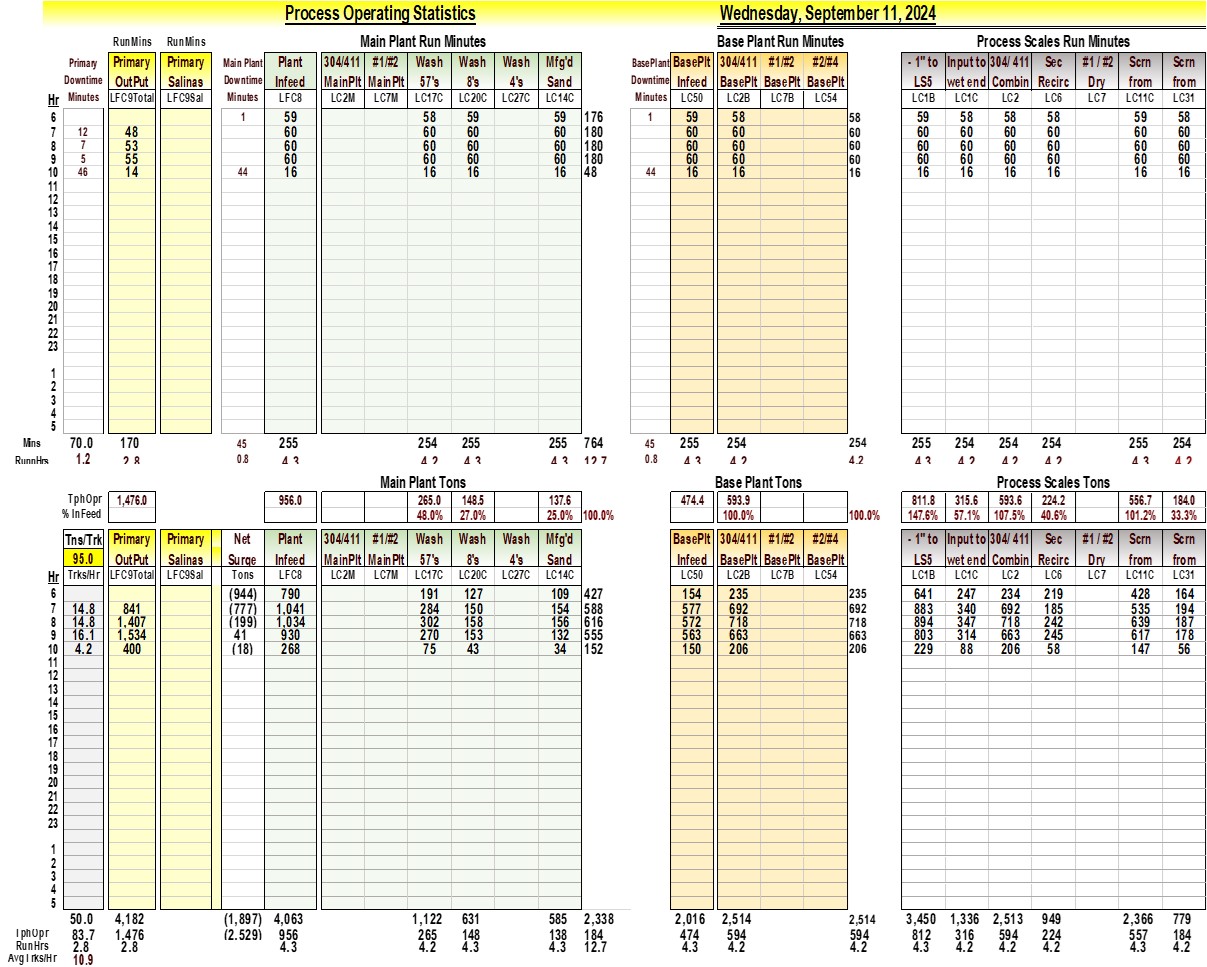 Process Operating Statistics Wednesday, September 11, 2024
RunMins RunMins Main Plant Run Minutes Base Plant Run Minutes Process Scales Run Minutes
Primary Primary Primary Main Plant Plant 304/411 #1/#2 Wash Wash Wash Mfg'd BasePlant BasePlt 304/411 #1/#2 #2/#4 - 1" to Input to 304/ 411 Sec #1 / #2 Scrn Scrn
Downtime OutPut Salinas Downtime Infeed MainPlt MainPlt 57's 8's 4's Sand Downtime Infeed BasePlt BasePlt BasePlt LS5 wet end Combin Recirc Dry from from
Hr Minutes LFC9Total LFC9Sal Minutes LFC8 LC2M LC7M LC17C LC20C LC27C LC14C Minutes LC50 LC2B LC7B LC54 LC1B LC1C LC2 LC6 LC7 LC11C LC31
6 1 59 58 59 59 176 1 59 58 58 59 58 58 58 59 58
7 12 48 60 60 60 60 180 60 60 60 60 60 60 60 60 60
8 7 53 60 60 60 60 180 60 60 60 60 60 60 60 60 60
9 5 55 60 60 60 60 180 60 60 60 60 60 60 60 60 60
10 46 14 44 16 16 16 16 48 44 16 16 16 16 16 16 16 16 16
11
12
13
14
15
16
17
18
19
20
21
22
23
1
2
3
4
5
Mins 70.0 170 45 255 254 255 255 764 45 255 254 254 255 254 254 254 255 254
RunnHrs 1.2 2.8 0.8 4.3 4.2 4.3 4.3 12.7 0.8 4.3 4.2 4.2 4.3 4.2 4.2 4.2 4.3 4.2
Main Plant Tons Base Plant Tons Process Scales Tons
TphOpr 1,476.0 956.0 265.0 148.5 137.6 474.4 593.9 811.8 315.6 593.6 224.2 556.7 184.0
% InFeed 48.0% 27.0% 25.0% 100.0% 100.0% 100.0% 147.6% 57.1% 107.5% 40.6% 101.2% 33.3%
Tns/Trk Primary Primary Net Plant 304/411 #1/#2 Wash Wash Wash Mfg'd BasePlt 304/411 #1/#2 #2/#4 - 1" to Input to 304/ 411 Sec #1 / #2 Scrn Scrn
95.0 OutPut Salinas Surge Infeed MainPlt MainPlt 57's 8's 4's Sand Infeed BasePlt BasePlt BasePlt LS5 wet end Combin Recirc Dry from from
Hr Trks/Hr LFC9Total LFC9Sal Tons LFC8 LC2M LC7M LC17C LC20C LC27C LC14C LC50 LC2B LC7B LC54 LC1B LC1C LC2 LC6 LC7 LC11C LC31
6 (944) 790 191 127 109 427 154 235 235 641 247 234 219 428 164
7 14.8 841 (777) 1,041 284 150 154 588 577 692 692 883 340 692 185 535 194
8 14.8 1,407 (199) 1,034 302 158 156 616 572 718 718 894 347 718 242 639 187
9 16.1 1,534 41 930 270 153 132 555 563 663 663 803 314 663 245 617 178
10 4.2 400 (18) 268 75 43 34 152 150 206 206 229 88 206 58 147 56
11
12
13
14
15
16
17
18
19
20
21
22
23
1
2
3
4
5
50.0 4,182 (1,897) 4,063 1,122 631 585 2,338 2,016 2,514 2,514 3,450 1,336 2,513 949 2,366 779
TphOpr 83.7 1,476 (2,529) 956 265 148 138 184 474 594 594 812 316 594 224 557 184
RunHrs 2.8 2.8 4.3 4.2 4.3 4.3 12.7 4.3 4.2 4.2 4.3 4.2 4.2 4.2 4.3 4.2
AvgTrks/Hr 10.9